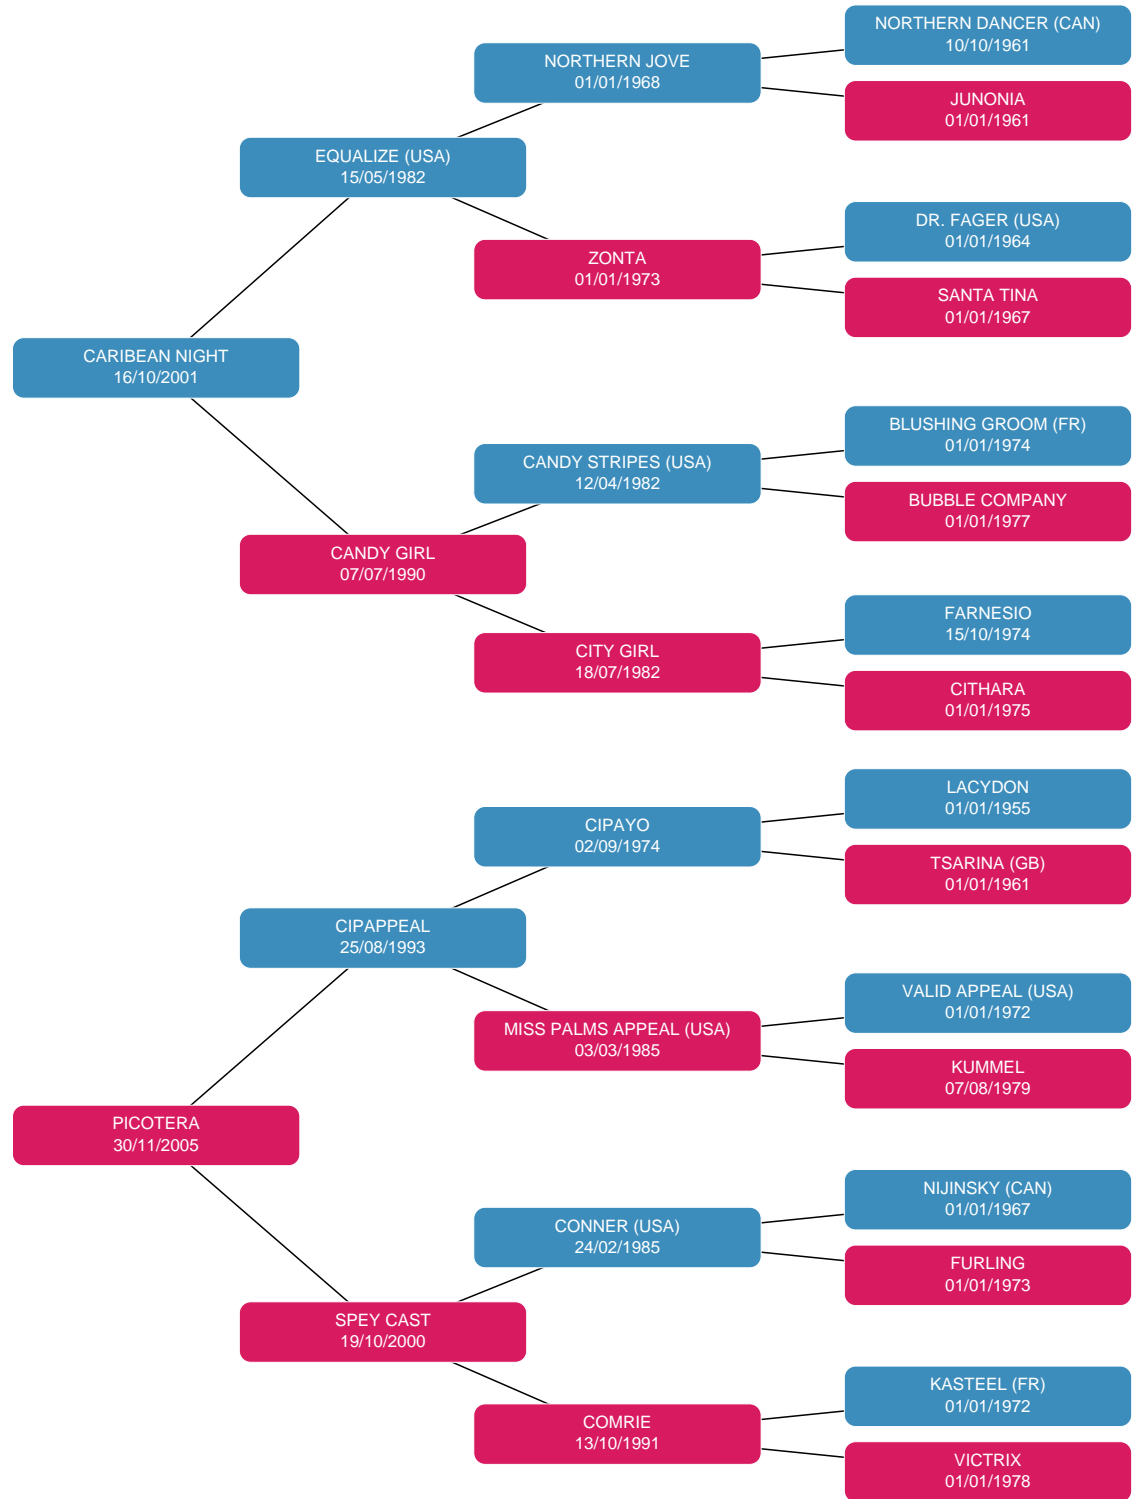 NORTHERN DANCER (CAN)
10/10/1961
NORTHERN JOVE
01/01/1968
JUNONIA
01/01/1961
EQUALIZE (USA)
15/05/1982
DR. FAGER (USA)
01/01/1964
ZONTA
01/01/1973
SANTA TINA
01/01/1967
CARIBEAN NIGHT
16/10/2001
BLUSHING GROOM (FR)
01/01/1974
CANDY STRIPES (USA)
12/04/1982
BUBBLE COMPANY
01/01/1977
CANDY GIRL
07/07/1990
FARNESIO
15/10/1974
CITY GIRL
18/07/1982
CITHARA
01/01/1975
LACYDON
01/01/1955
CIPAYO
02/09/1974
TSARINA (GB)
01/01/1961
CIPAPPEAL
25/08/1993
VALID APPEAL (USA)
01/01/1972
MISS PALMS APPEAL (USA)
03/03/1985
KUMMEL
07/08/1979
PICOTERA
30/11/2005
NIJINSKY (CAN)
01/01/1967
CONNER (USA)
24/02/1985
FURLING
01/01/1973
SPEY CAST
19/10/2000
KASTEEL (FR)
01/01/1972
COMRIE
13/10/1991
VICTRIX
01/01/1978